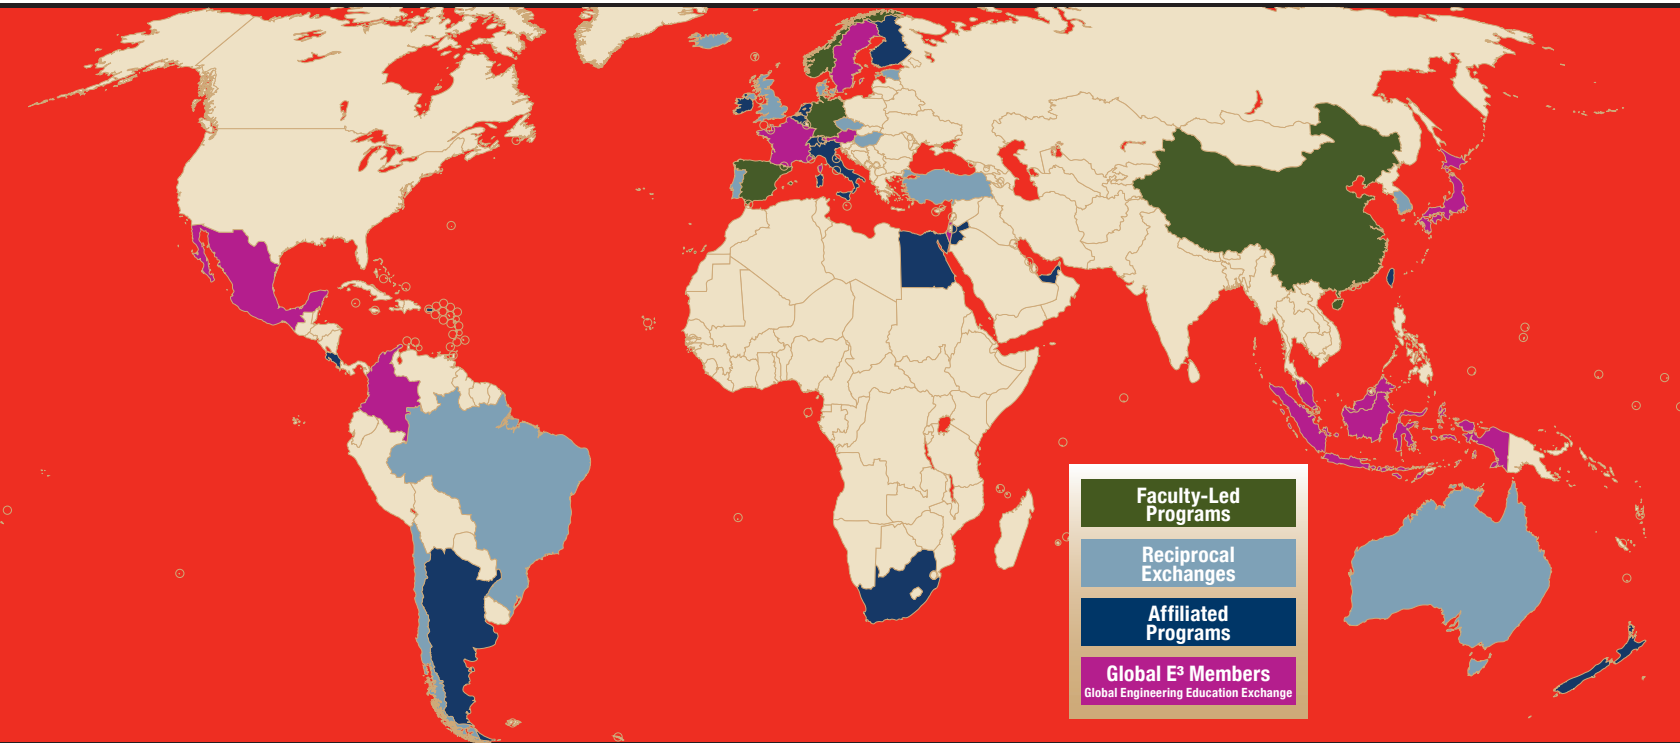 Faculty-Led
Programs
Reciprocal
Exchanges
Affiliated
Programs
Global E³ Members
Global Engineering Education Exchange